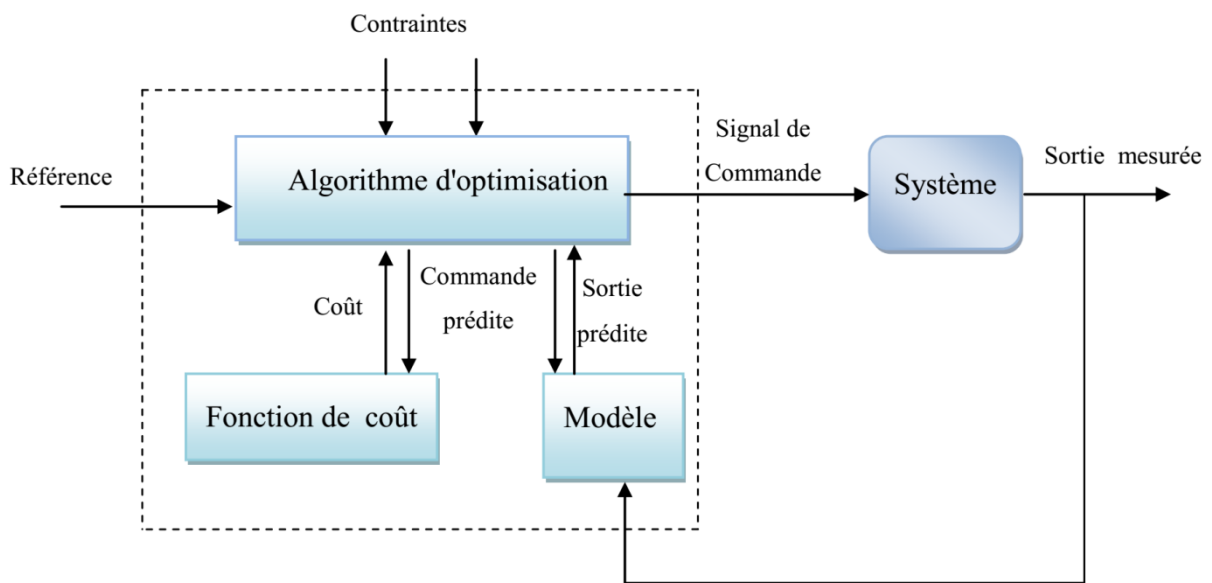 Contraintes
Signal de
Commande
Référence
Algorithme d'optimisation
Système
Sortie mesurée
Coût
Commande
prédite
Sortie
prédite
Fonction de coût
Modèle